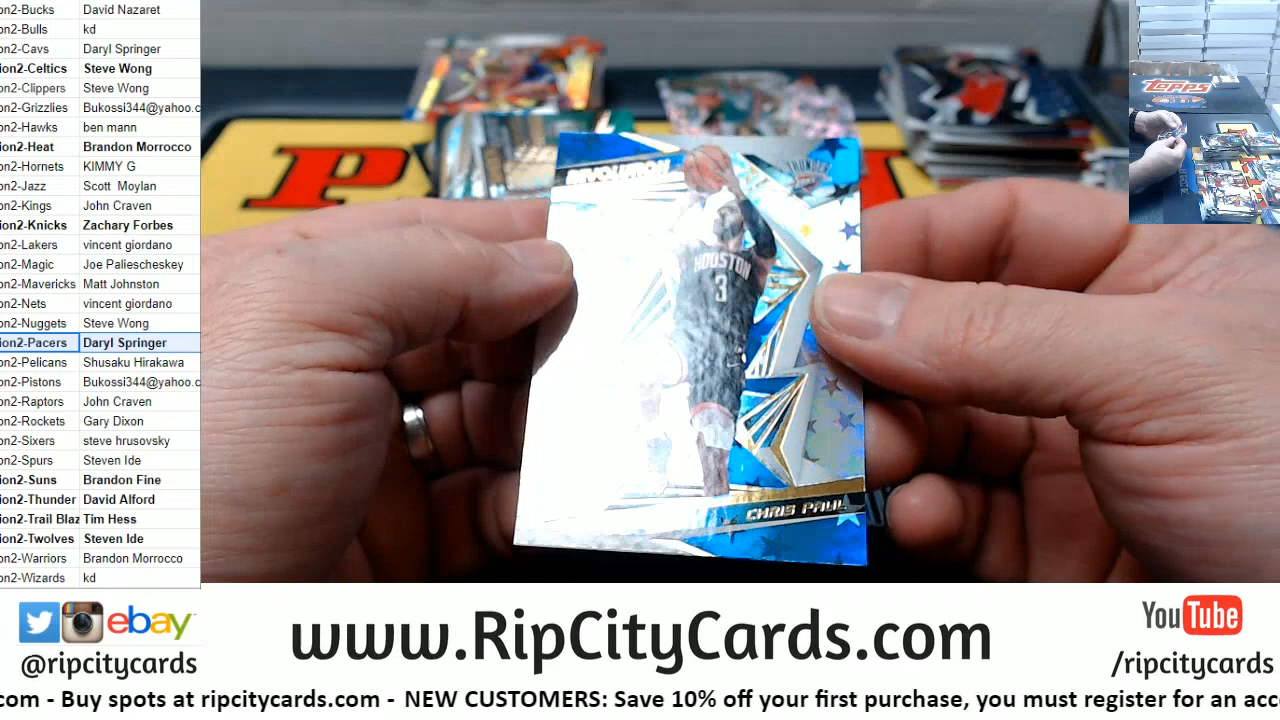 on2-Bucks David Nazaret
on2-Bulls kd
on2-Cavs Daryl Springer
ion2-Celtics Steve Wong
on2-Clippers Steve Wong
on2-Grizzlies Bukossi344@yahoo.c
on2-Hawks ben mann
ion2-Heat Brandon Morrocco
on2-Hornets KIMMY G
on2-Jazz Scott Moylan
on2-Kings John Craven
ion2-Knicks Zachary Forbes
on2-Lakers vincent giordano
on2-Magic Joe Paliescheskey
on2-Mavericks Matt Johnston
on2-Nets vincent giordano
on2-Nuggets Steve Wong
ion2-Pacers Daryl Springer
on2-Pelicans Shusaku Hirakawa
on2-Pistons Bukossi344@yahoo.c
on2-Raptors John Craven
on2-Rockets Gary Dixon
on2-Sixers steve hrusovsky
on2-Spurs Steven Ide
ion2-Suns Brandon Fine
ion2-Thunder David Alford
ion2-Trail Blaz Tim Hess
ion2-Twolves Steven Ide
on2-Warriors Brandon Morrocco
on2-Wizards kd
topps
REVOLUTION
THUNDER
HOUSTON
3
CHRIS PAUL
ebay
@ripcitycards
www.RipCityCards.com
YouTube
/ripcitycards
com - Buy spots at ripcitycards.com - NEW CUSTOMERS: Save 10% off your first purchase, you must register for an acc